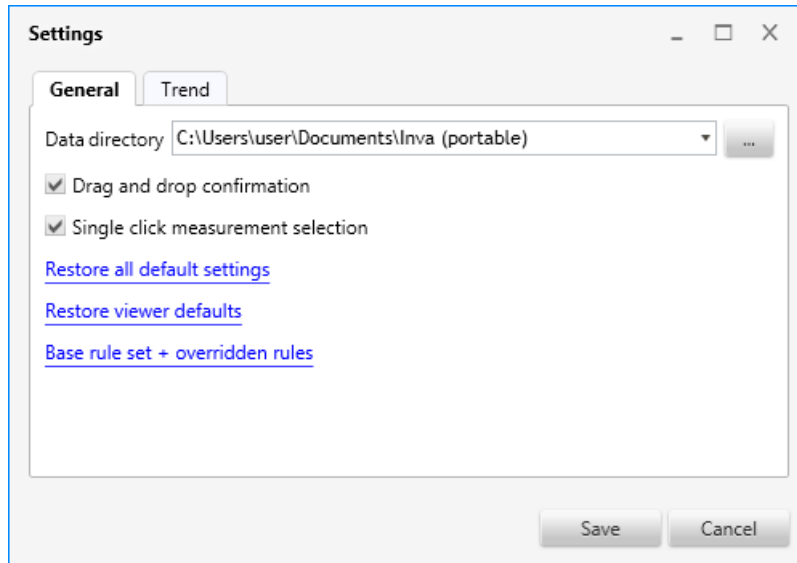 Settings
General Trend
Data directory C:\Users\user\Documents\Inva (portable) ...
Drag and drop confirmation
Single click measurement selection
Restore all default settings
Restore viewer defaults
Base rule set + overridden rules
Save Cancel